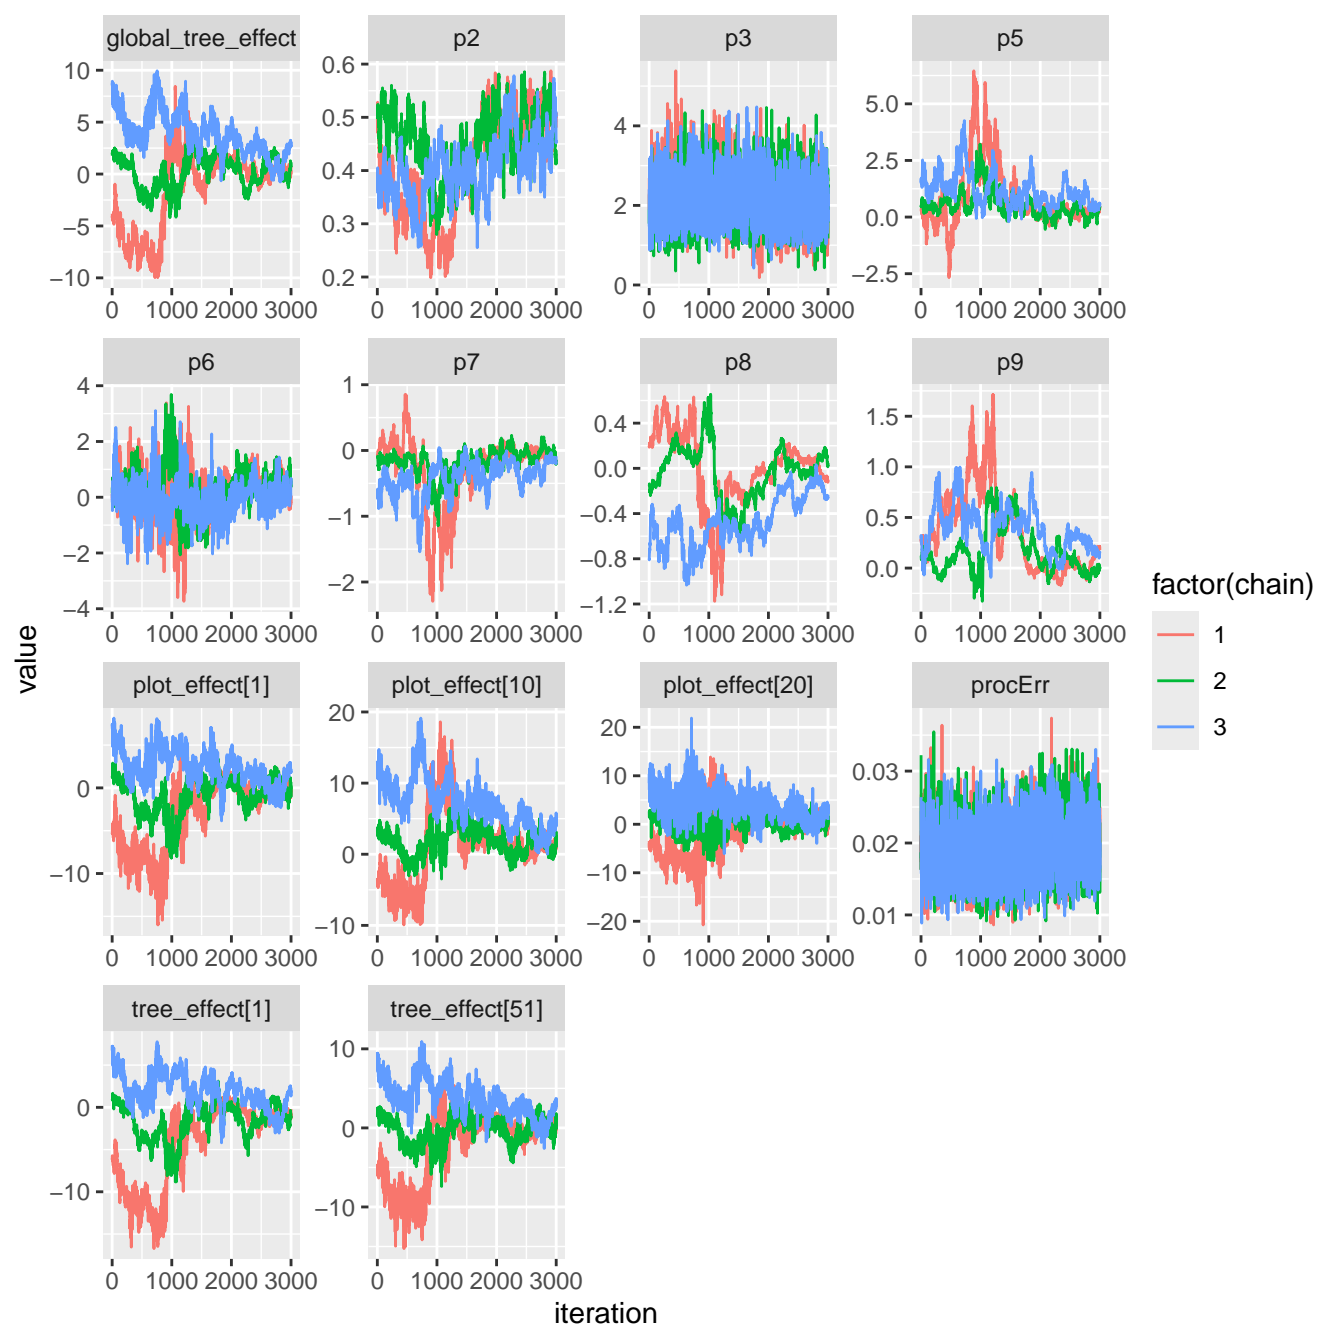 global_tree_effect p2 p3 p5
10 5 0 −5 −10
0.6 0.5 0.4 0.3 0.2
4 2 0
5.0 2.5 0.0 −2.5
0 1000 2000 3000 0 1000 2000 3000 0 1000 2000 3000 0 1000 2000 3000
p6 p7 p8 p9
4 2 0 −2 −4
1 0 −1 −2
0.4 0.0 −0.4 −0.8 −1.2
1.5 1.0 0.5 0.0
0 1000 2000 3000 0 1000 2000 3000 0 1000 2000 3000 0 1000 2000 3000
value
plot_effect[1] plot_effect[10] plot_effect[20] procErr
0 −10
20 10 0 −10
20 10 0 −10 −20
0.03 0.02 0.01
0 1000 2000 3000 0 1000 2000 3000 0 1000 2000 3000 0 1000 2000 3000
tree_effect[1] tree_effect[51]
0 −10
10 0 −10
0 1000 2000 3000 0 1000 2000 3000
iteration
factor(chain)
1
2
3